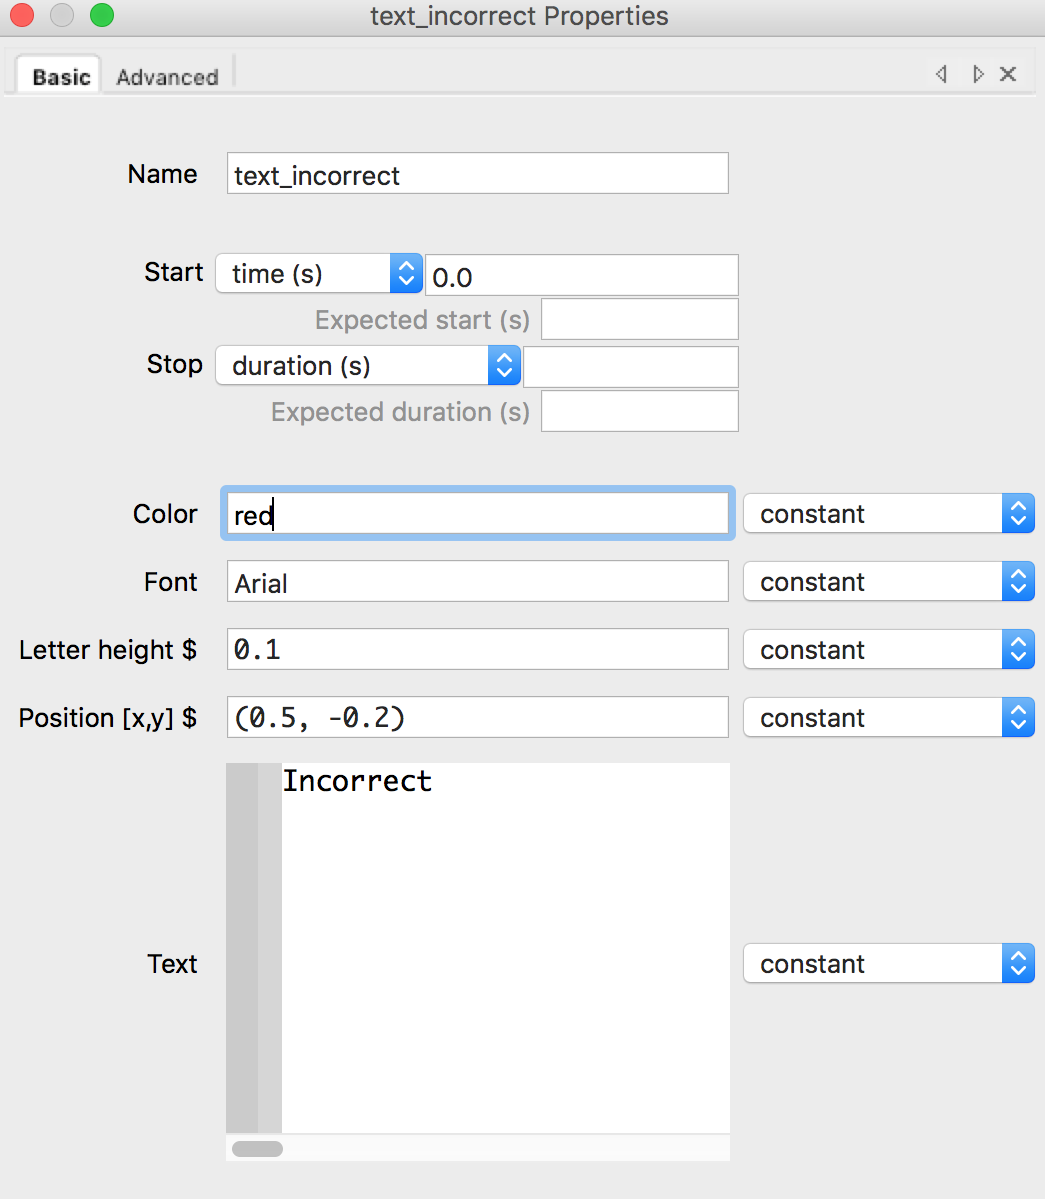 text_incorrect Properties
Basic Advanced
Name text_incorrect
Start time (s) 0.0
Expected start (s)
Stop duration (s)
Expected duration (s)
Color red constant
Font Arial constant
Letter height $ 0.1 constant
Position [x,y] $ (0.5, -0.2) constant
Incorrect
Text constant